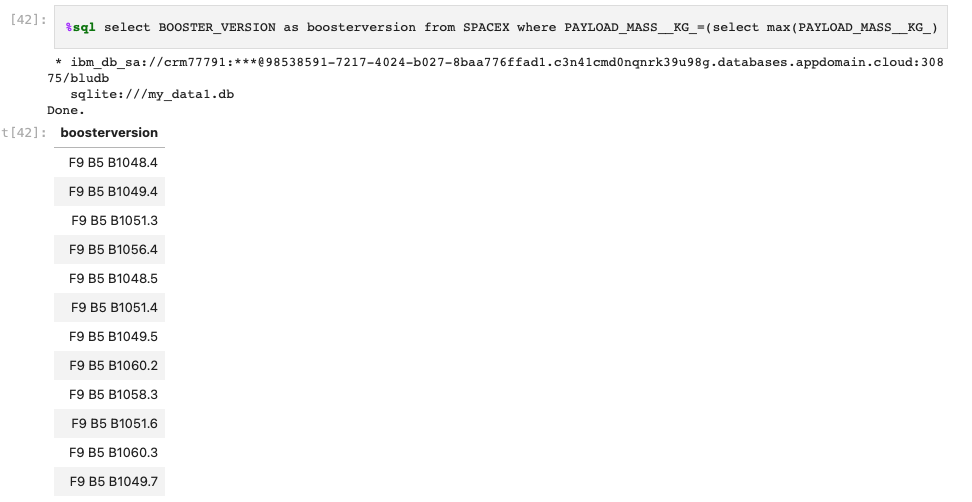 [42]: %sql select BOOSTER_VERSION as boosterversion from SPACEX where PAYLOAD_MASS__KG_=(select max(PAYLOAD_MASS__KG_)
* ibm_db_sa://crm77791:***@98538591-7217-4024-b027-8baa776ffad1.c3n41cmd0nqnrk39u98g.databases.appdomain.cloud:308
75/bludb
sqlite:///my_data1.db
Done.
t[42]: boosterversion
F9 B5 B1048.4
F9 B5 B1049.4
F9 B5 B1051.3
F9 B5 B1056.4
F9 B5 B1048.5
F9 B5 B1051.4
F9 B5 B1049.5
F9 B5 B1060.2
F9 B5 B1058.3
F9 B5 B1051.6
F9 B5 B1060.3
F9 B5 B1049.7